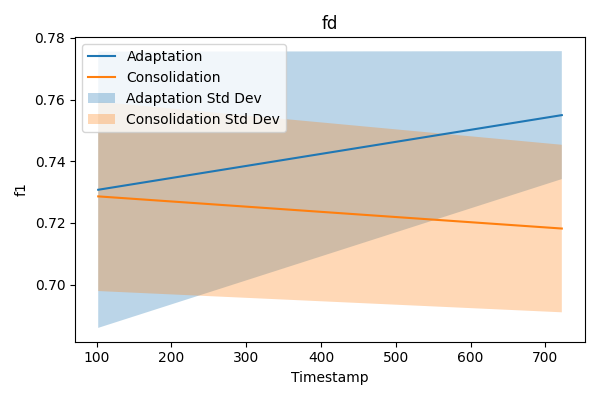 fd
0.78
0.76
0.74
0.72
0.70
f1
Adaptation
Consolidation
Adaptation Std Dev
Consolidation Std Dev
100 200 300 400 500 600 700
Timestamp